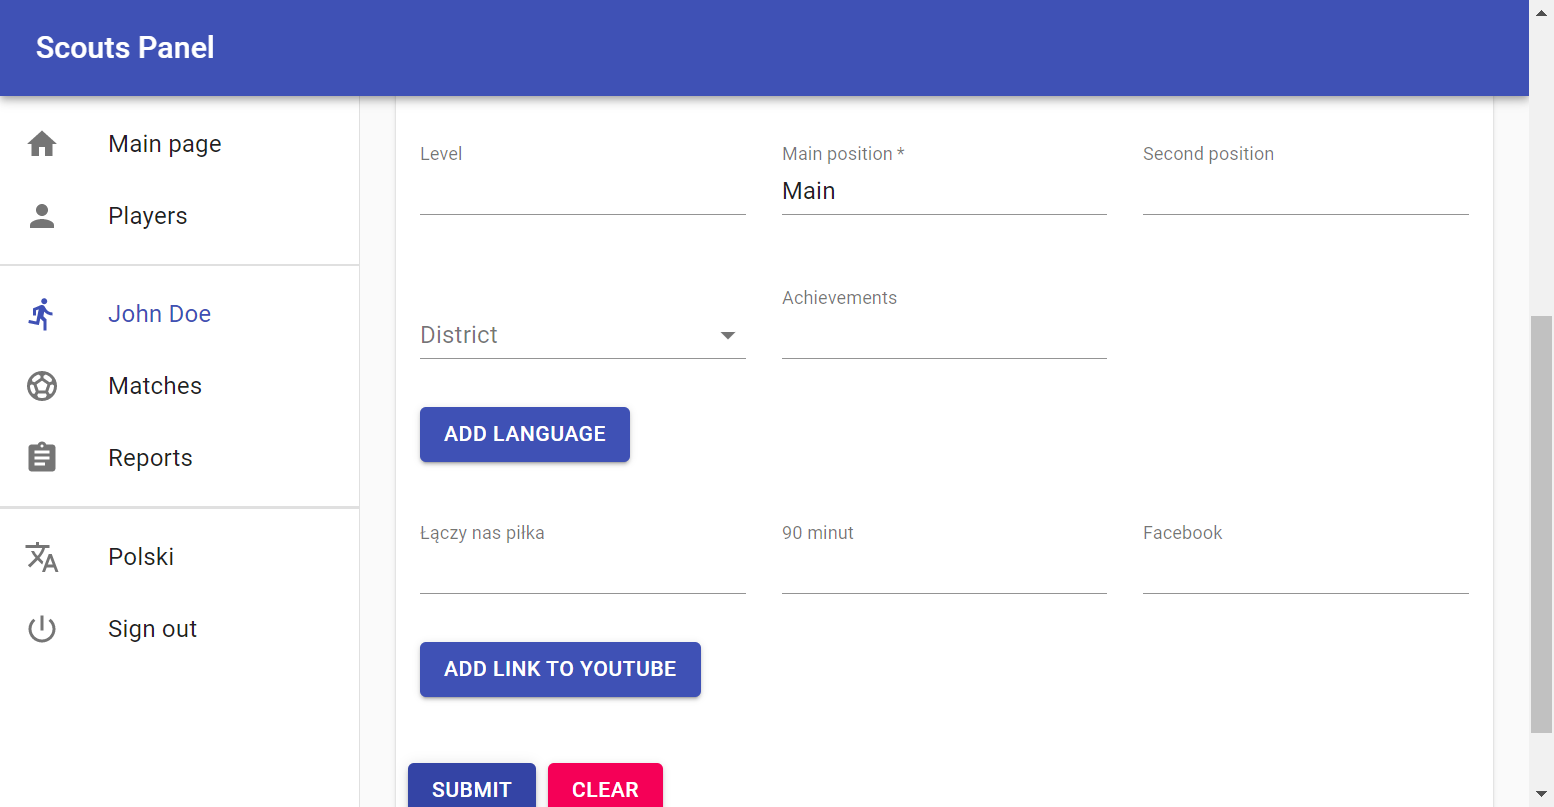 Scouts Panel
Main page
Players
John Doe
Matches
Reports
Polski
Sign out
Level
Main position *
Main
Second position
District
Achievements
ADD LANGUAGE
Łączy nas piłka
90 minut
Facebook
ADD LINK TO YOUTUBE
SUBMIT
CLEAR